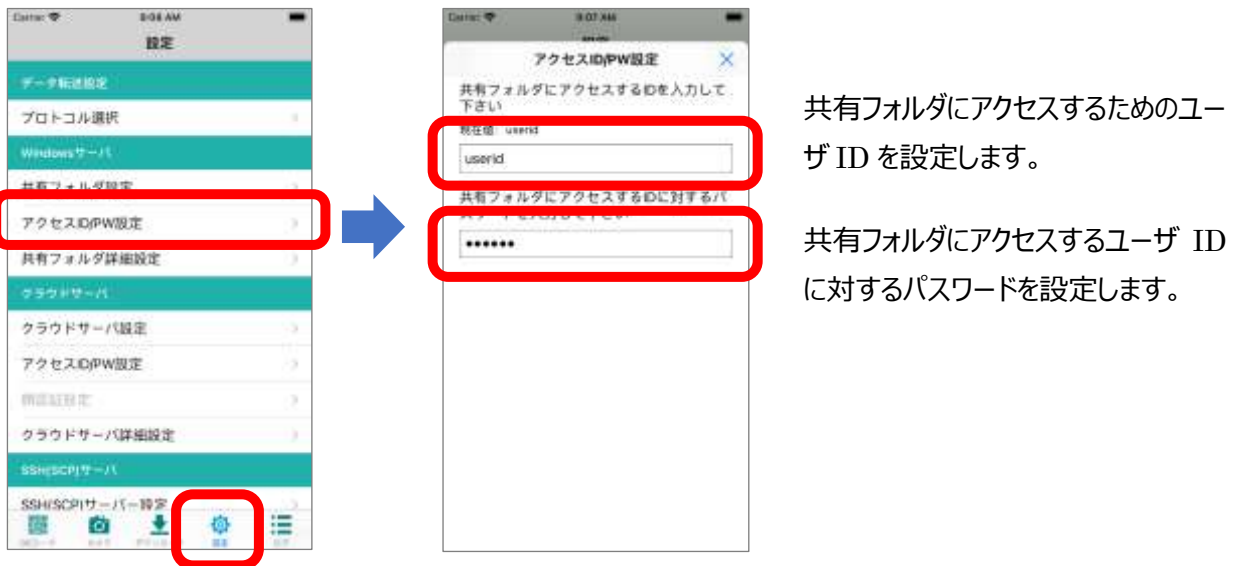 Carrier 9:06 AM
設定
データ転送設定
プロトコル選択
Windowsサーバ
共有フォルダ設定
アクセスID/PW設定
共有フォルダ詳細設定
クラウドサーバ
クラウドサーバ設定
アクセスID/PW設定
クラウドサーバ詳細設定
SSH(SCP)サーバ
SSH(SCP)サーバー設定
設定
Carrier 9:07 AM
アクセスID/PW設定
共有フォルダにアクセスするIDを入力して
下さい
現在値: userid
userid
共有フォルダにアクセスするIDに対するパ
••••••
共有フォルダにアクセスするためのユー
ザ ID を設定します。
共有フォルダにアクセスするユーザ ID
に対するパスワードを設定します。